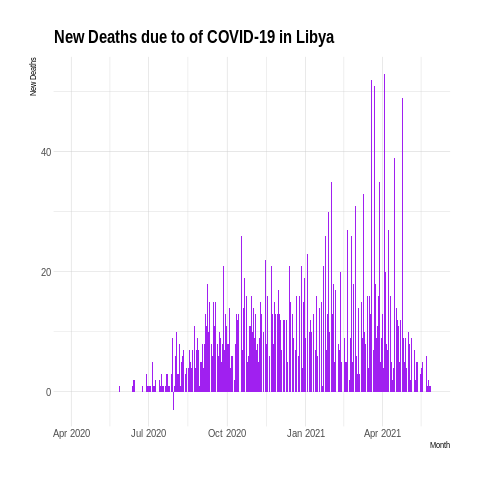 New Deaths due to of COVID-19 in Libya
New Deaths
40
20
0
Apr 2020 Jul 2020 Oct 2020 Jan 2021 Apr 2021
Month